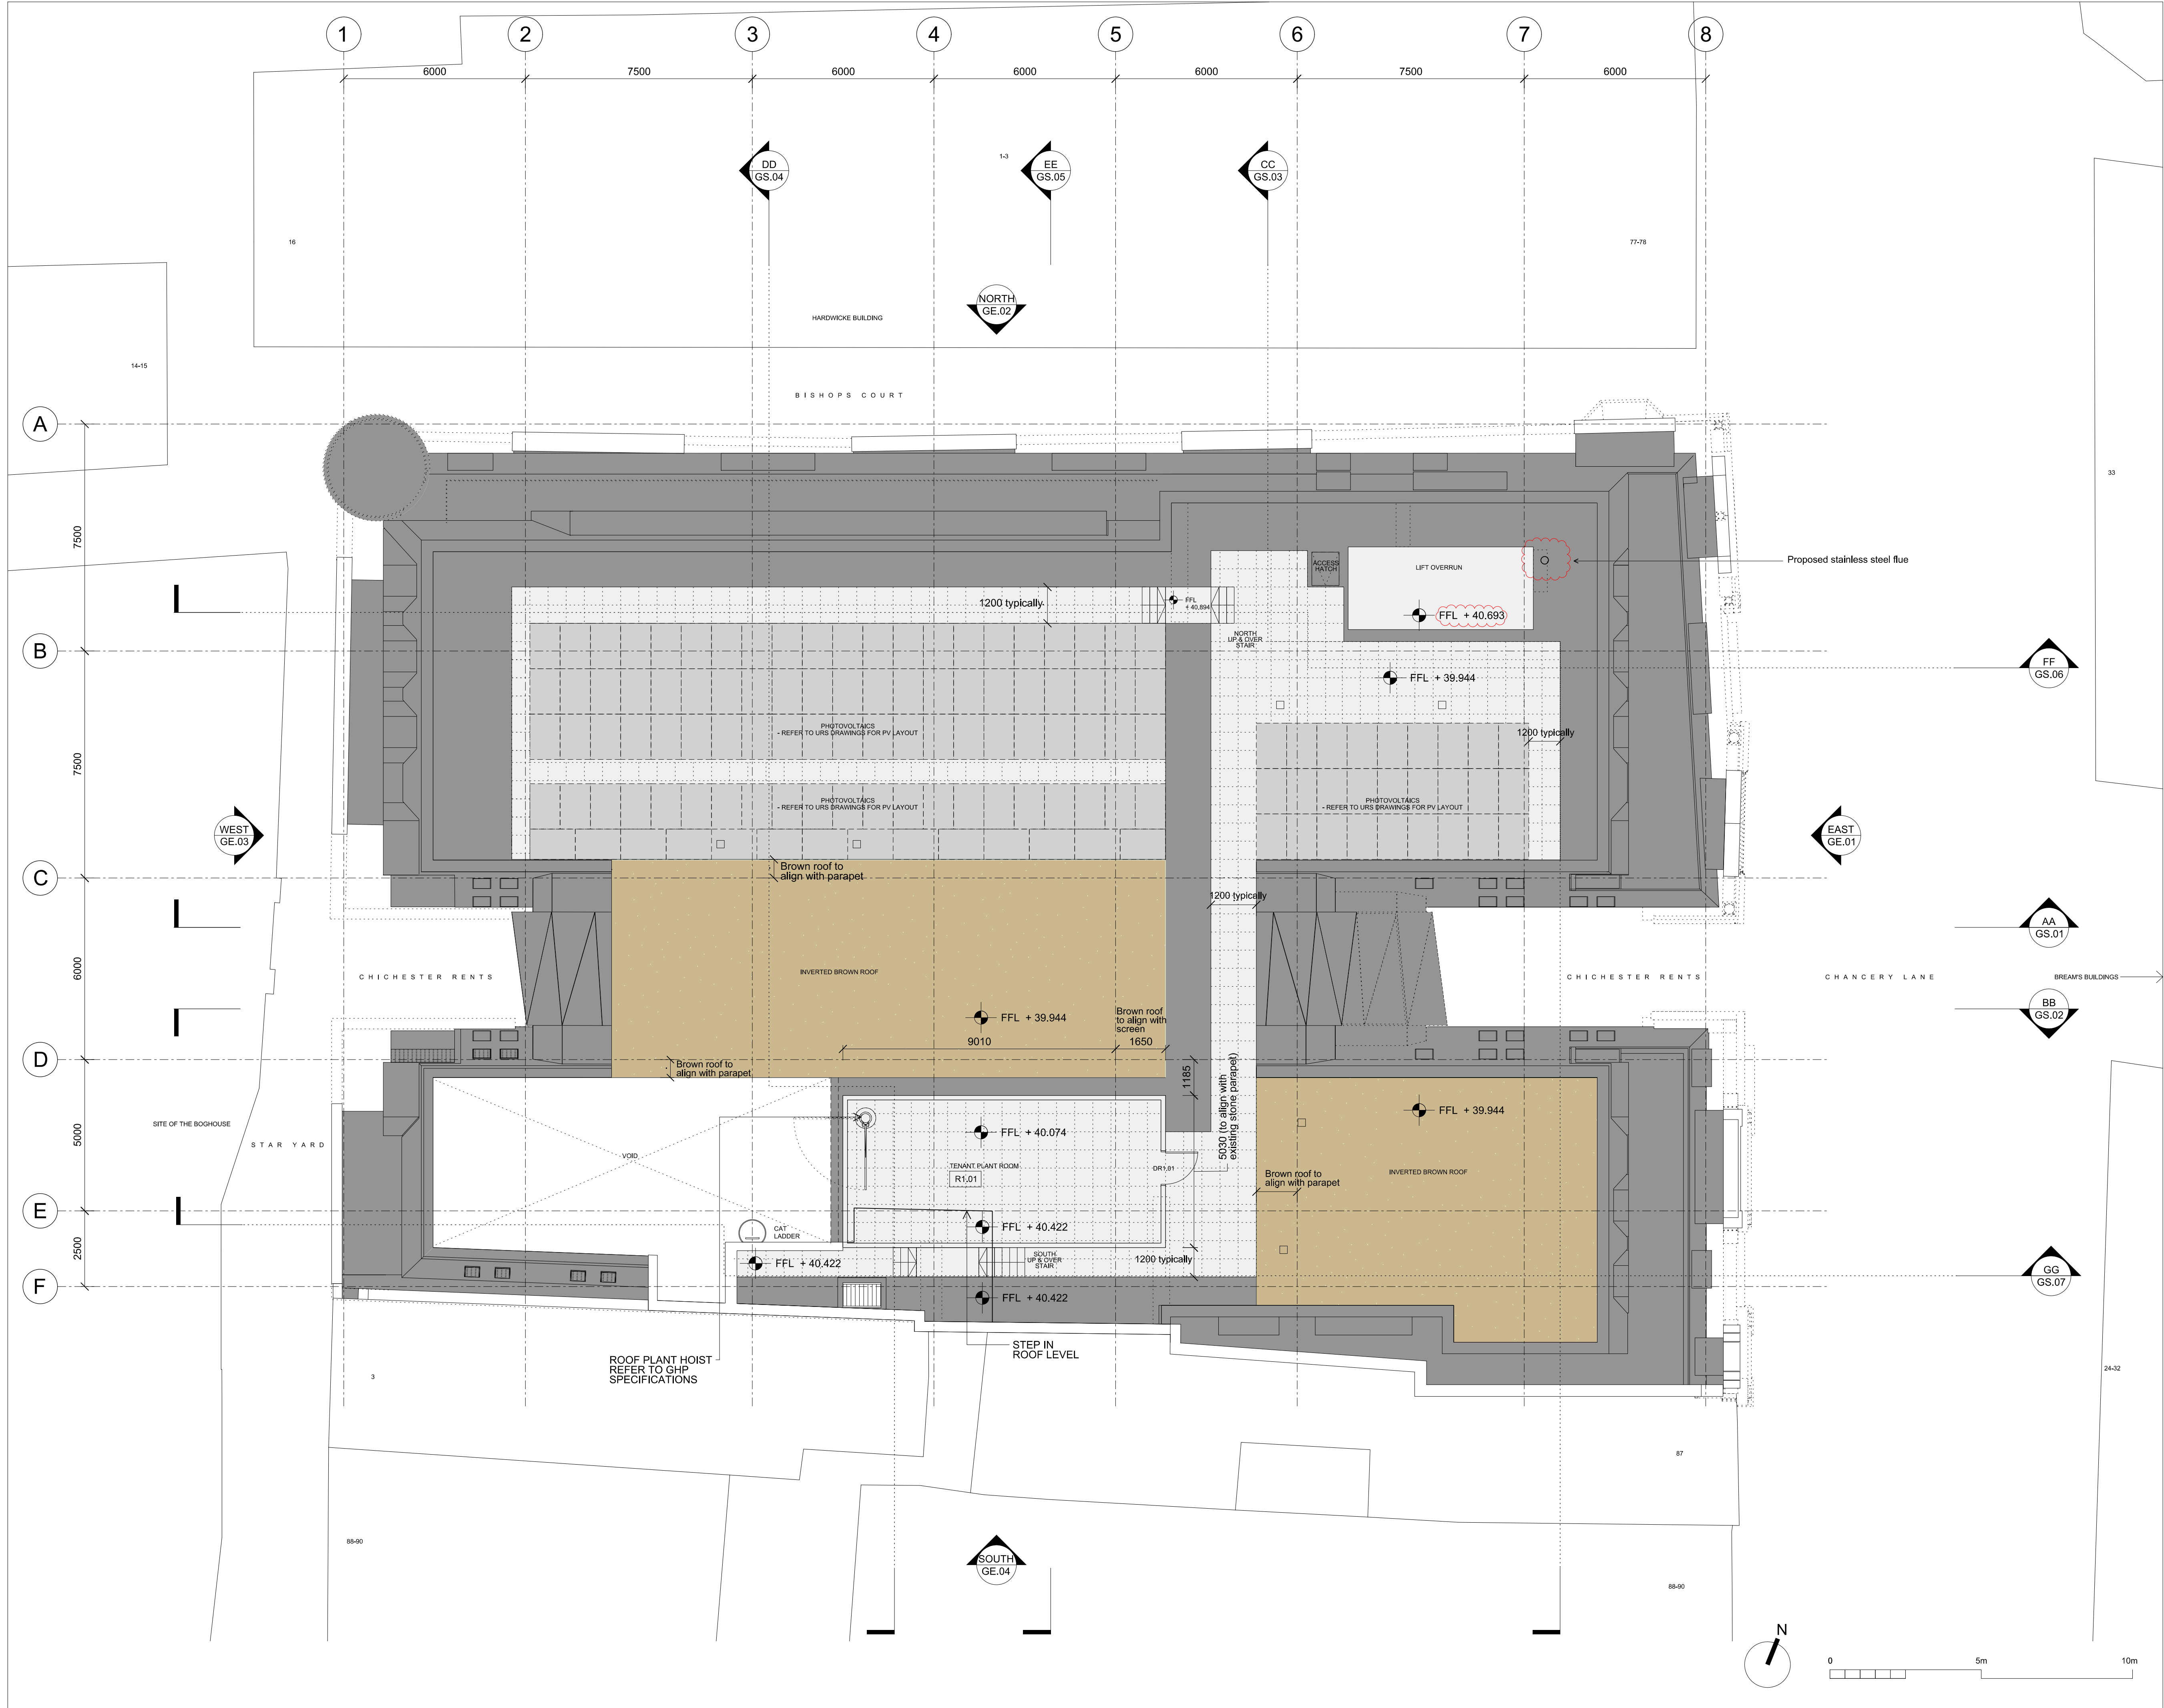 1
2
3
4
5
6
7
8
6000
7500
6000
6000
6000
7500
6000
DD
GS.04
1-3
EE
GS.05
CC
GS.03
16
77-78
NORTH
GE.02
HARDWICKE BUILDING
14-15
BISHOPS COURT
A
33
7500
Proposed stainless steel flue
ACCESS
HATCH
LIFT OVERRUN
1200 typically
FFL
+ 40.894
FFL + 40.693
NORTH
UP & OVER
STAIR
B
FF
GS.06
FFL + 39.944
PHOTOVOLTAICS
- REFER TO URS DRAWINGS FOR PV LAYOUT
1200 typically
7500
PHOTOVOLTAICS
- REFER TO URS DRAWINGS FOR PV LAYOUT
PHOTOVOLTAICS
- REFER TO URS DRAWINGS FOR PV LAYOUT
WEST
GE.03
EAST
GE.01
C
Brown roof to
align with parapet
1200 typically
AA
GS.01
6000
CHICHESTER RENTS
INVERTED BROWN ROOF
CHICHESTER RENTS
CHANCERY LANE
BREAM'S BUILDINGS
FFL + 39.944
Brown roof
to align with
screen
BB
GS.02
9010
1650
D
Brown roof to
align with parapet
1185
5030 (to align with
existing stone parapet)
FFL + 39.944
SITE OF THE BOGHOUSE
5000
STAR YARD
FFL + 40.074
VOID
TENANT PLANT ROOM
R1.01
DR1.01
Brown roof to
align with parapet
INVERTED BROWN ROOF
E
CAT
LADDER
FFL + 40.422
2500
FFL + 40.422
SOUTH
UP & OVER
STAIR
1200 typically
GG
GS.07
F
FFL + 40.422
STEP IN
ROOF LEVEL
ROOF PLANT HOIST
REFER TO GHP
SPECIFICATIONS
3
24-32
87
88-90
SOUTH
GE.04
88-90
N
0
5m
10m